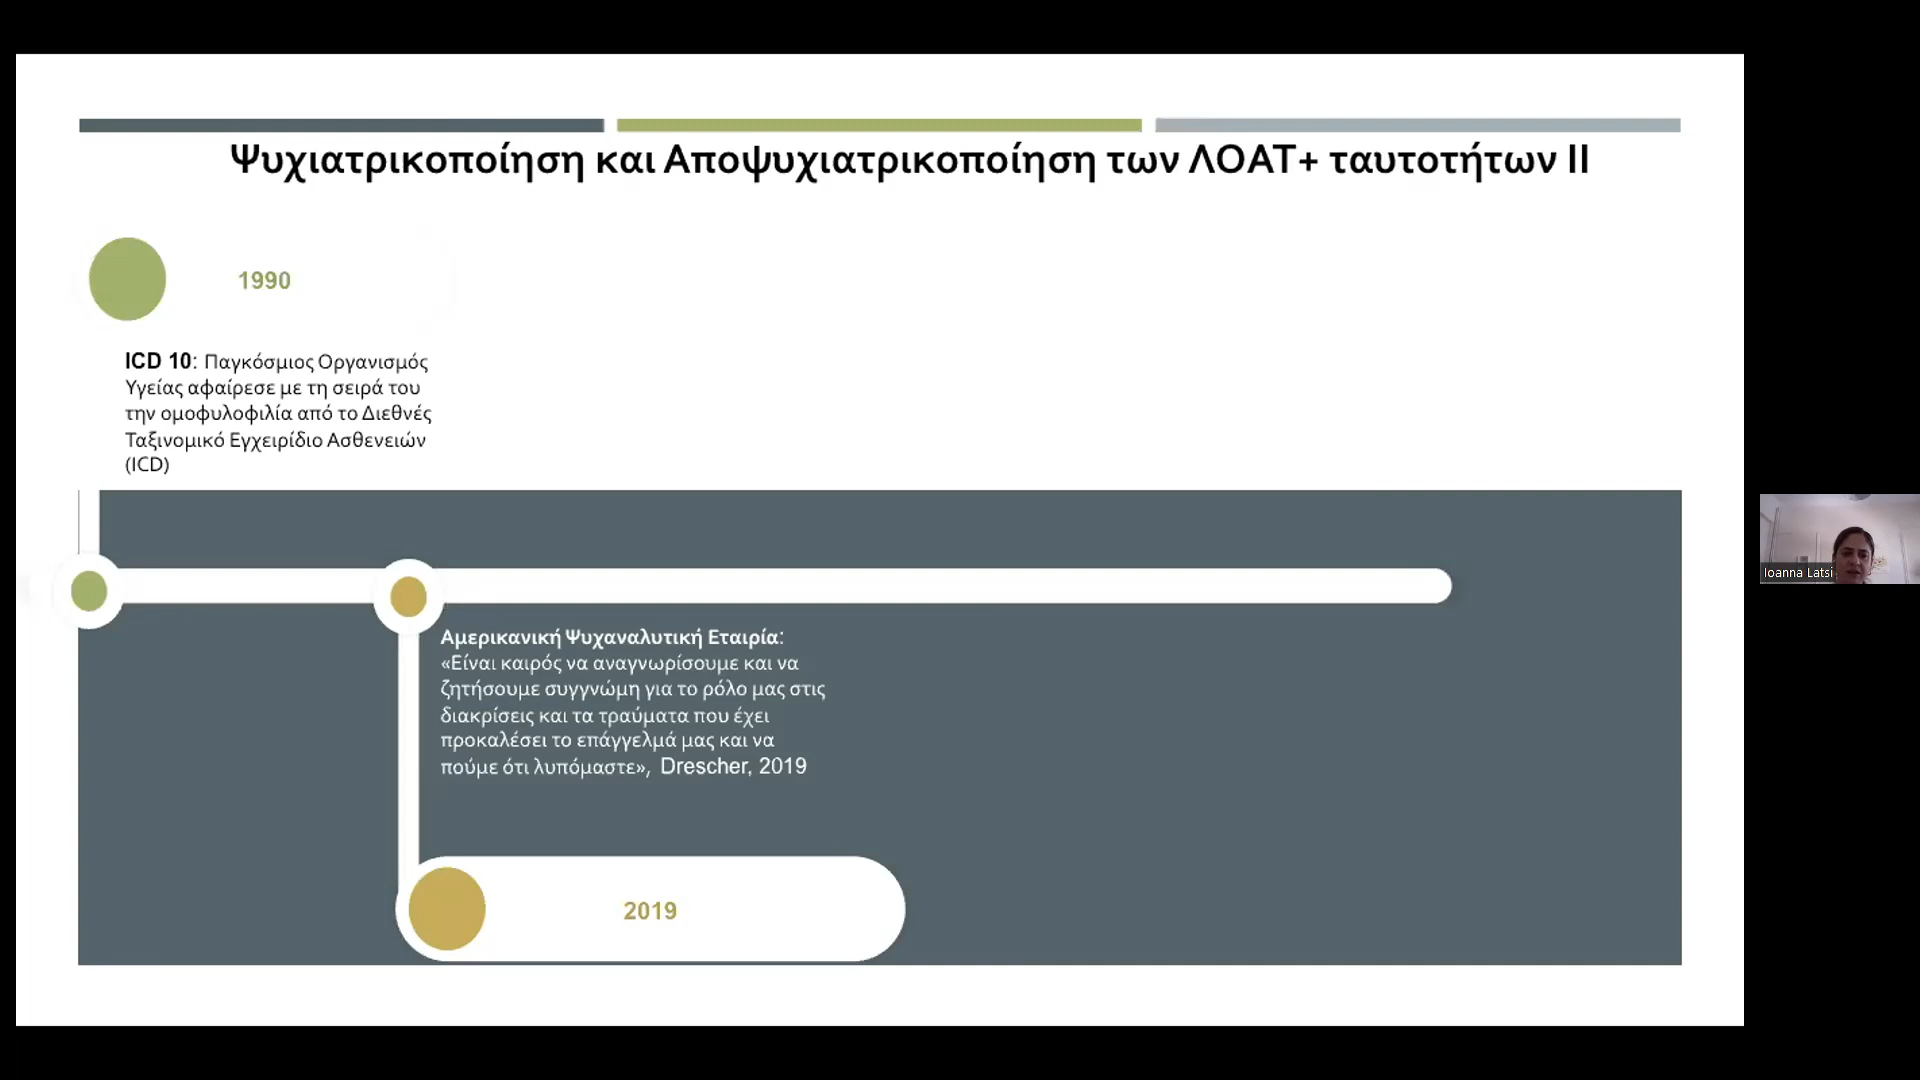 Ψυχιατρικοποίηση και Αποψυχιατρικοποίηση των ΛΟΑΤ+ ταυτοτήτων II
1990
ICD 10: Παγκόσμιος Οργανισμός
Υγείας αφαίρεσε με τη σειρά του
την ομοφυλοφιλία από το Διεθνές
Ταξινομικό Εγχειρίδιο Ασθενειών
(ICD)
Αμερικανική Ψυχαναλυτική Εταιρία:
«Είναι καιρός να αναγνωρίσουμε και να
ζητήσουμε συγγνώμη για το ρόλο μας στις
διακρίσεις και τα τραύματα που έχει
προκαλέσει το επάγγελμά μας και να
πούμε ότι λυπόμαστε», Drescher, 2019
2019
Ioanna Latsi